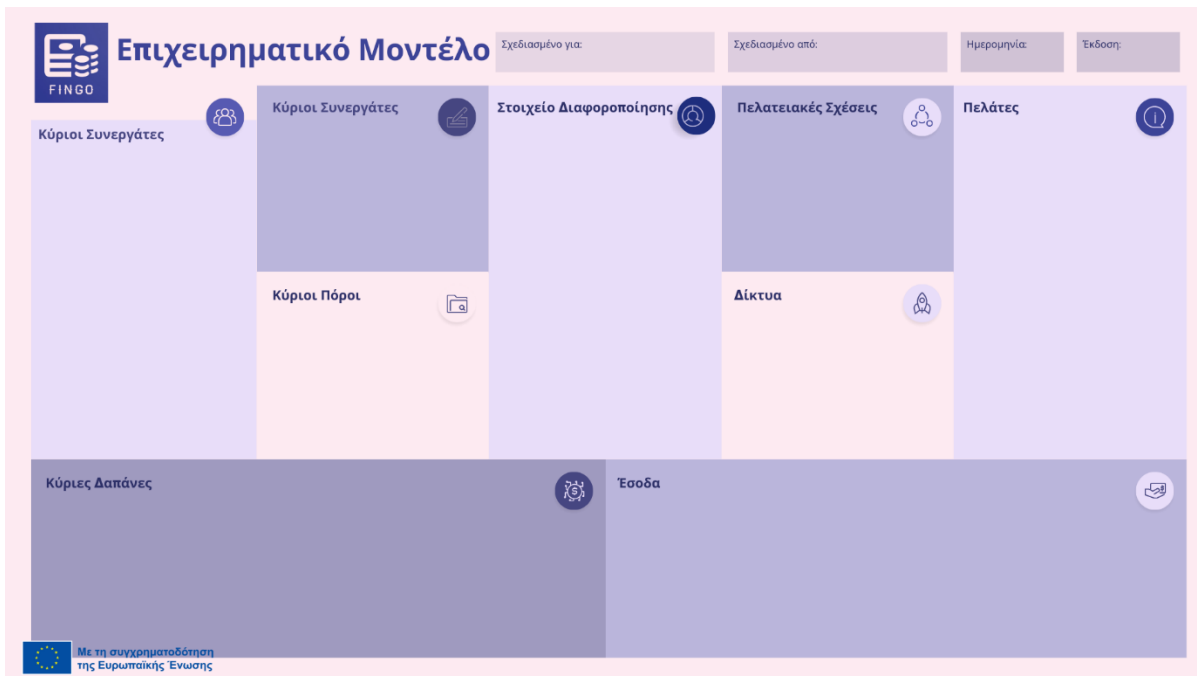 FINGO
Επιχειρηματικό Μοντέλο
Σχεδιασμένο για:
Σχεδιασμένο από:
Ημερομηνία:
Έκδοση:
Κύριοι Συνεργάτες
Κύριοι Συνεργάτες
Στοιχείο Διαφοροποίησης
Πελατειακές Σχέσεις
Πελάτες
Κύριοι Πόροι
Δίκτυα
Κύριες Δαπάνες
Έσοδα
Με τη συγχρηματοδότηση
της Ευρωπαϊκής Ένωσης